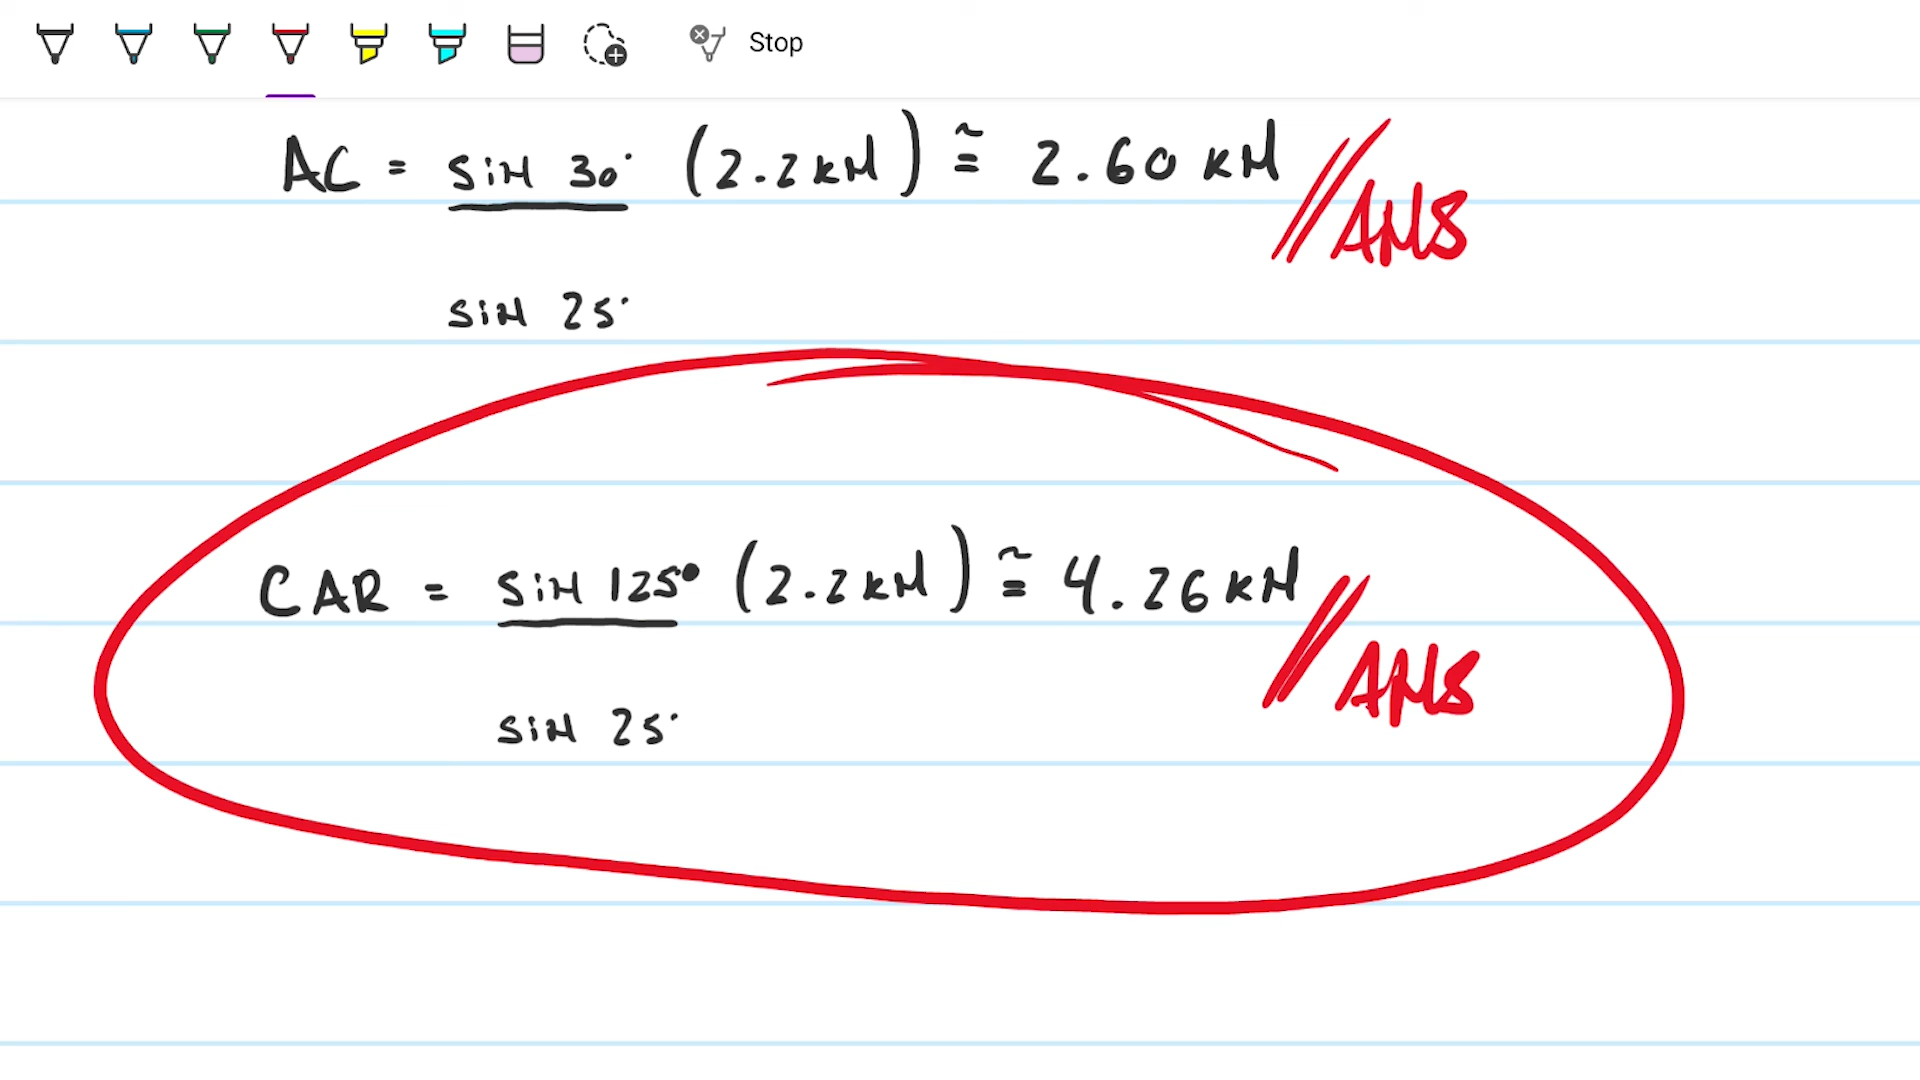 Stop
AC = sin 30° (2.2 km) ≅ 2.60 km // ANS
sin 25°
CAR = sin 125° (2.2 km) ≅ 4.26 km // ANS
sin 25°